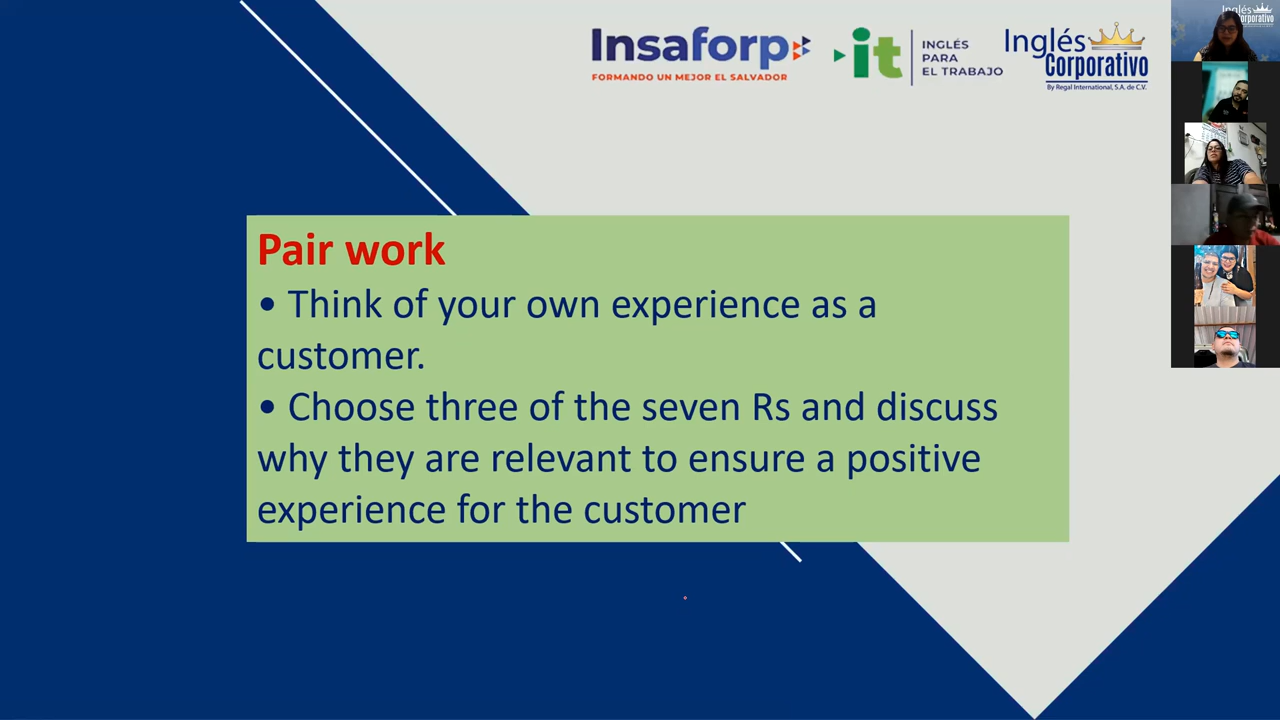 Insaforp
FORMANDO UN MEJOR EL SALVADOR
it
INGLÉS
PARA
EL TRABAJO
Inglés
Corporativo
By Regal International, S.A. de C.V.
Inglés
Corporativo
Pair work
• Think of your own experience as a
customer.
• Choose three of the seven Rs and discuss
why they are relevant to ensure a positive
experience for the customer